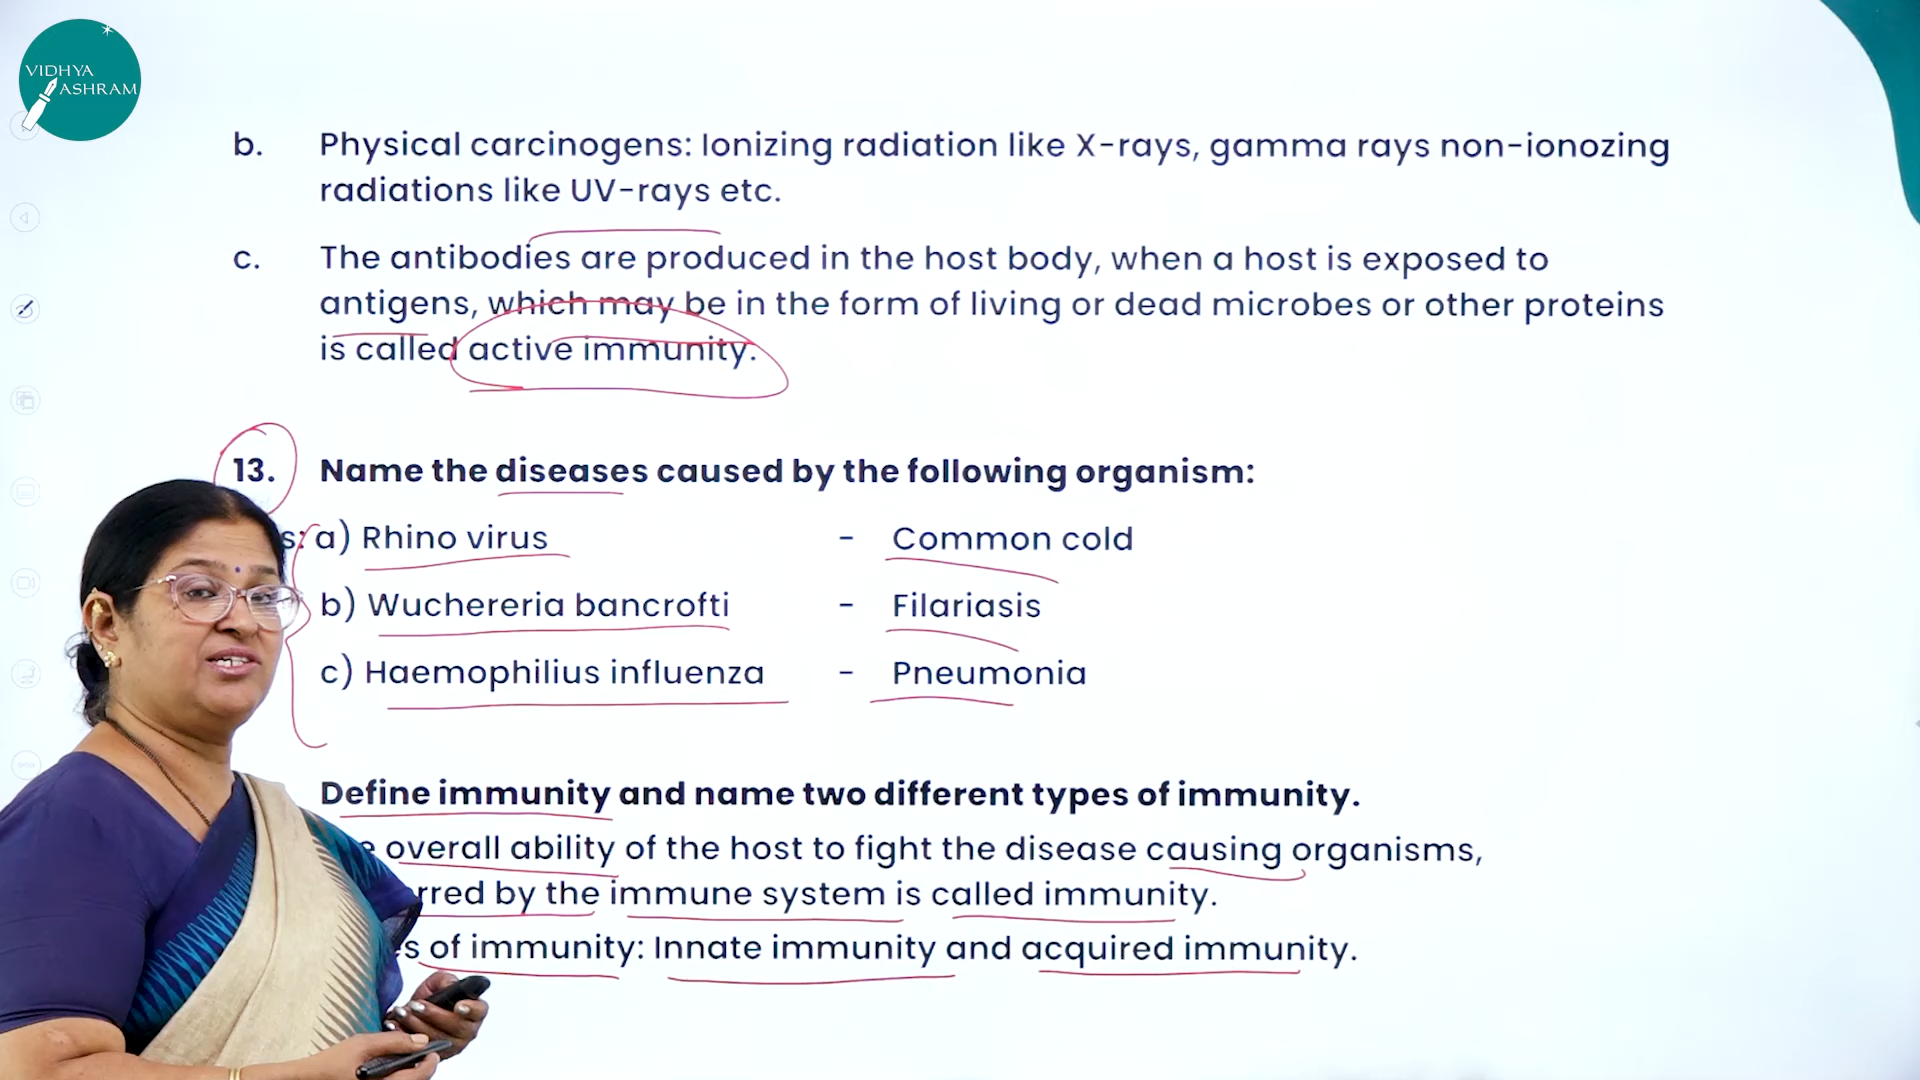 VIDHYA
ASHRAM
b. Physical carcinogens: Ionizing radiation like X-rays, gamma rays non-ionozing
radiations like UV-rays etc.
c. The antibodies are produced in the host body, when a host is exposed to
antigens, which may be in the form of living or dead microbes or other proteins
is called active immunity.
13. Name the diseases caused by the following organism:
s: a) Rhino virus - Common cold
b) Wuchereria bancrofti - Filariasis
c) Haemophilius influenza - Pneumonia
Define immunity and name two different types of immunity.
overall ability of the host to fight the disease causing organisms,
by the immune system is called immunity.
of immunity: Innate immunity and acquired immunity.